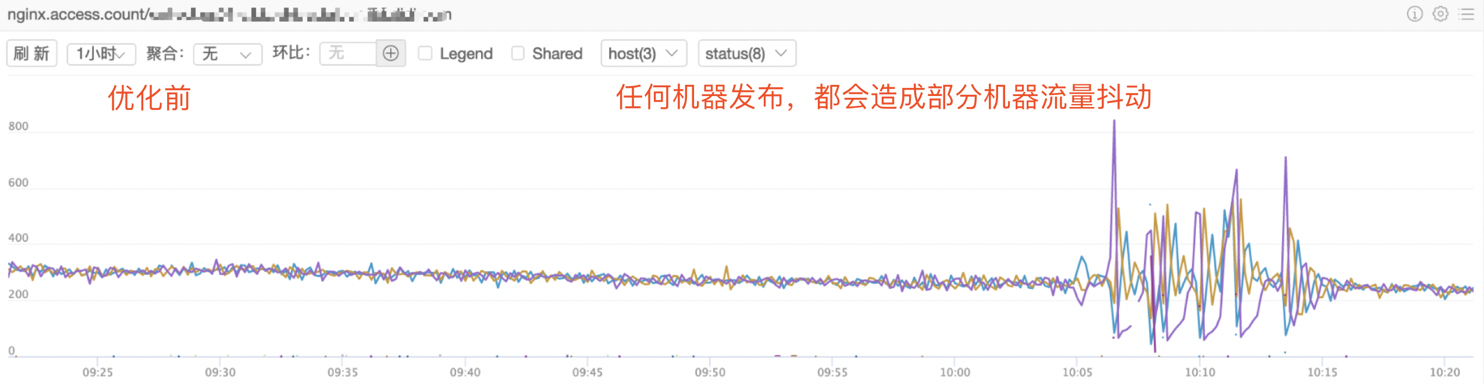 nginx.access.count/
刷 新 1小时 聚合： 无 环比： 无 Legend Shared host(3) status(8)
优化前 任何机器发布，都会造成部分机器流量抖动
800
600
400
200
0
09:25 09:30 09:35 09:40 09:45 09:50 09:55 10:00 10:05 10:10 10:15 10:20